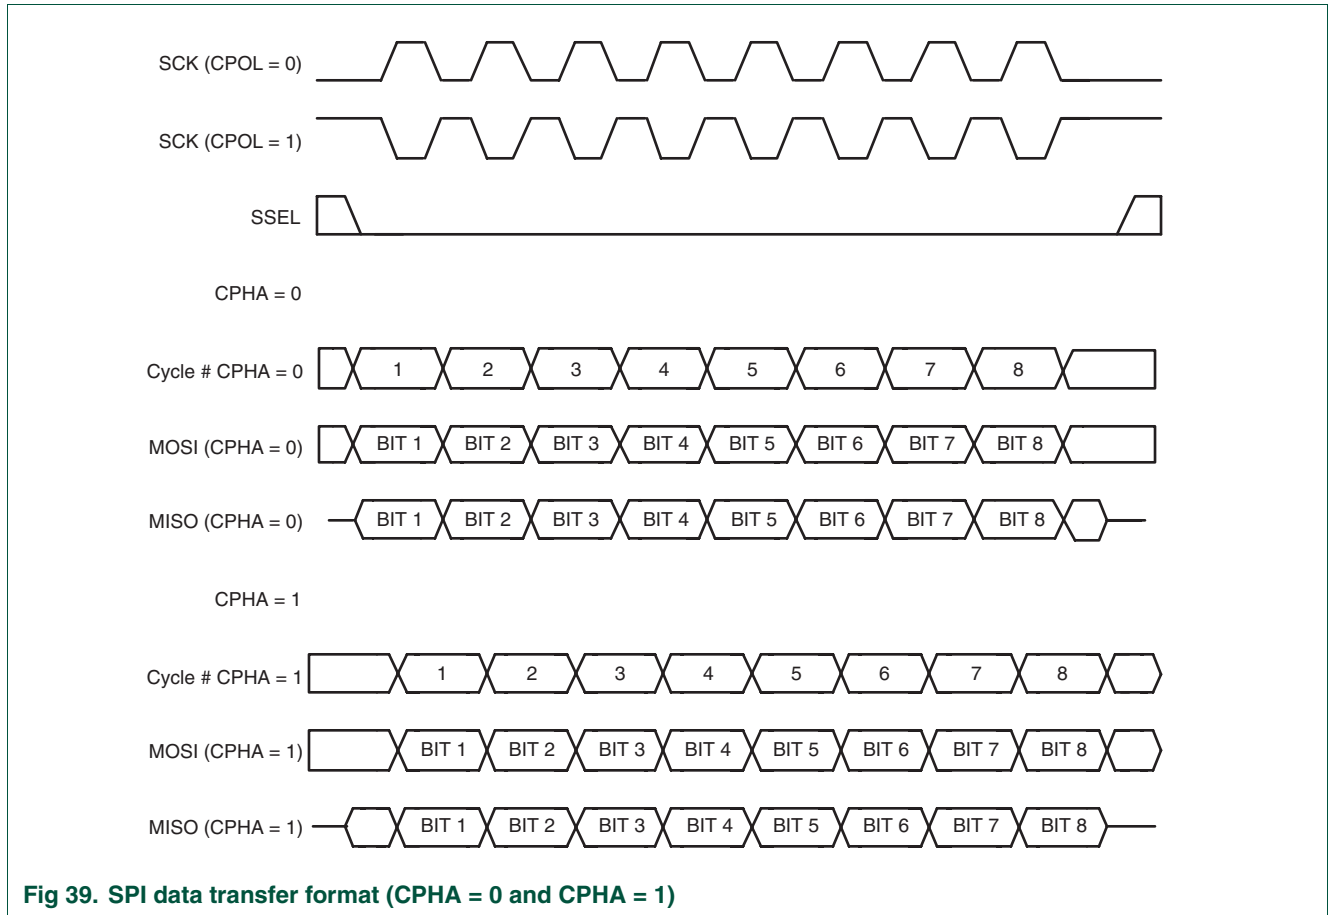 SCK (CPOL = 0)
SCK (CPOL = 1)
SSEL
CPHA = 0
Cycle # CPHA = 0 1 2 3 4 5 6 7 8
MOSI (CPHA = 0) BIT 1 BIT 2 BIT 3 BIT 4 BIT 5 BIT 6 BIT 7 BIT 8
MISO (CPHA = 0) BIT 1 BIT 2 BIT 3 BIT 4 BIT 5 BIT 6 BIT 7 BIT 8
CPHA = 1
Cycle # CPHA = 1 1 2 3 4 5 6 7 8
MOSI (CPHA = 1) BIT 1 BIT 2 BIT 3 BIT 4 BIT 5 BIT 6 BIT 7 BIT 8
MISO (CPHA = 1) BIT 1 BIT 2 BIT 3 BIT 4 BIT 5 BIT 6 BIT 7 BIT 8
Fig 39. SPI data transfer format (CPHA = 0 and CPHA = 1)